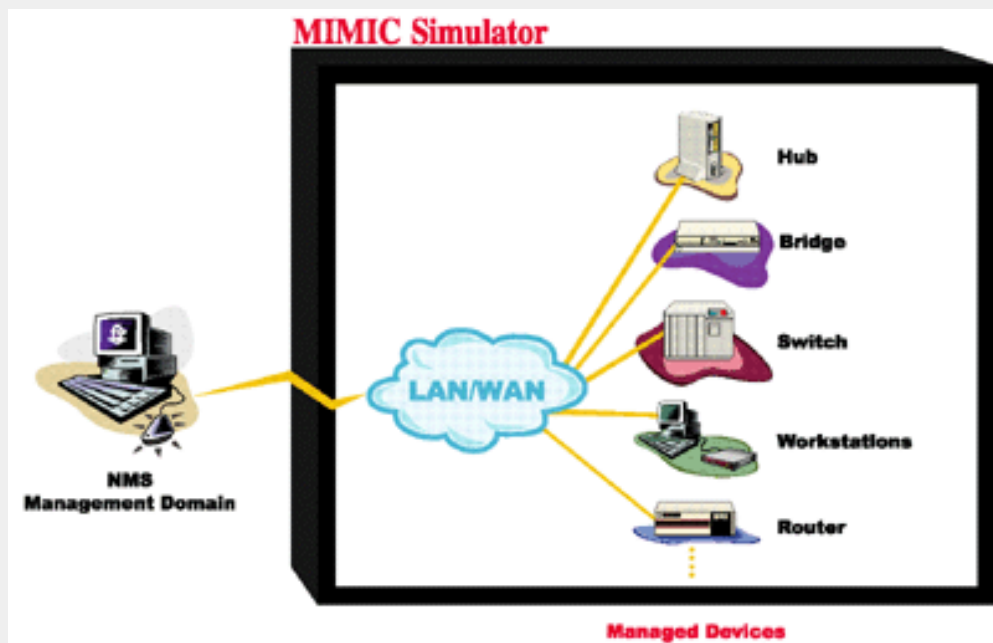 MIMIC Simulator
Hub
Bridge
Switch
LAN/WAN
Workstations
NMS
Management Domain
Router
Managed Devices